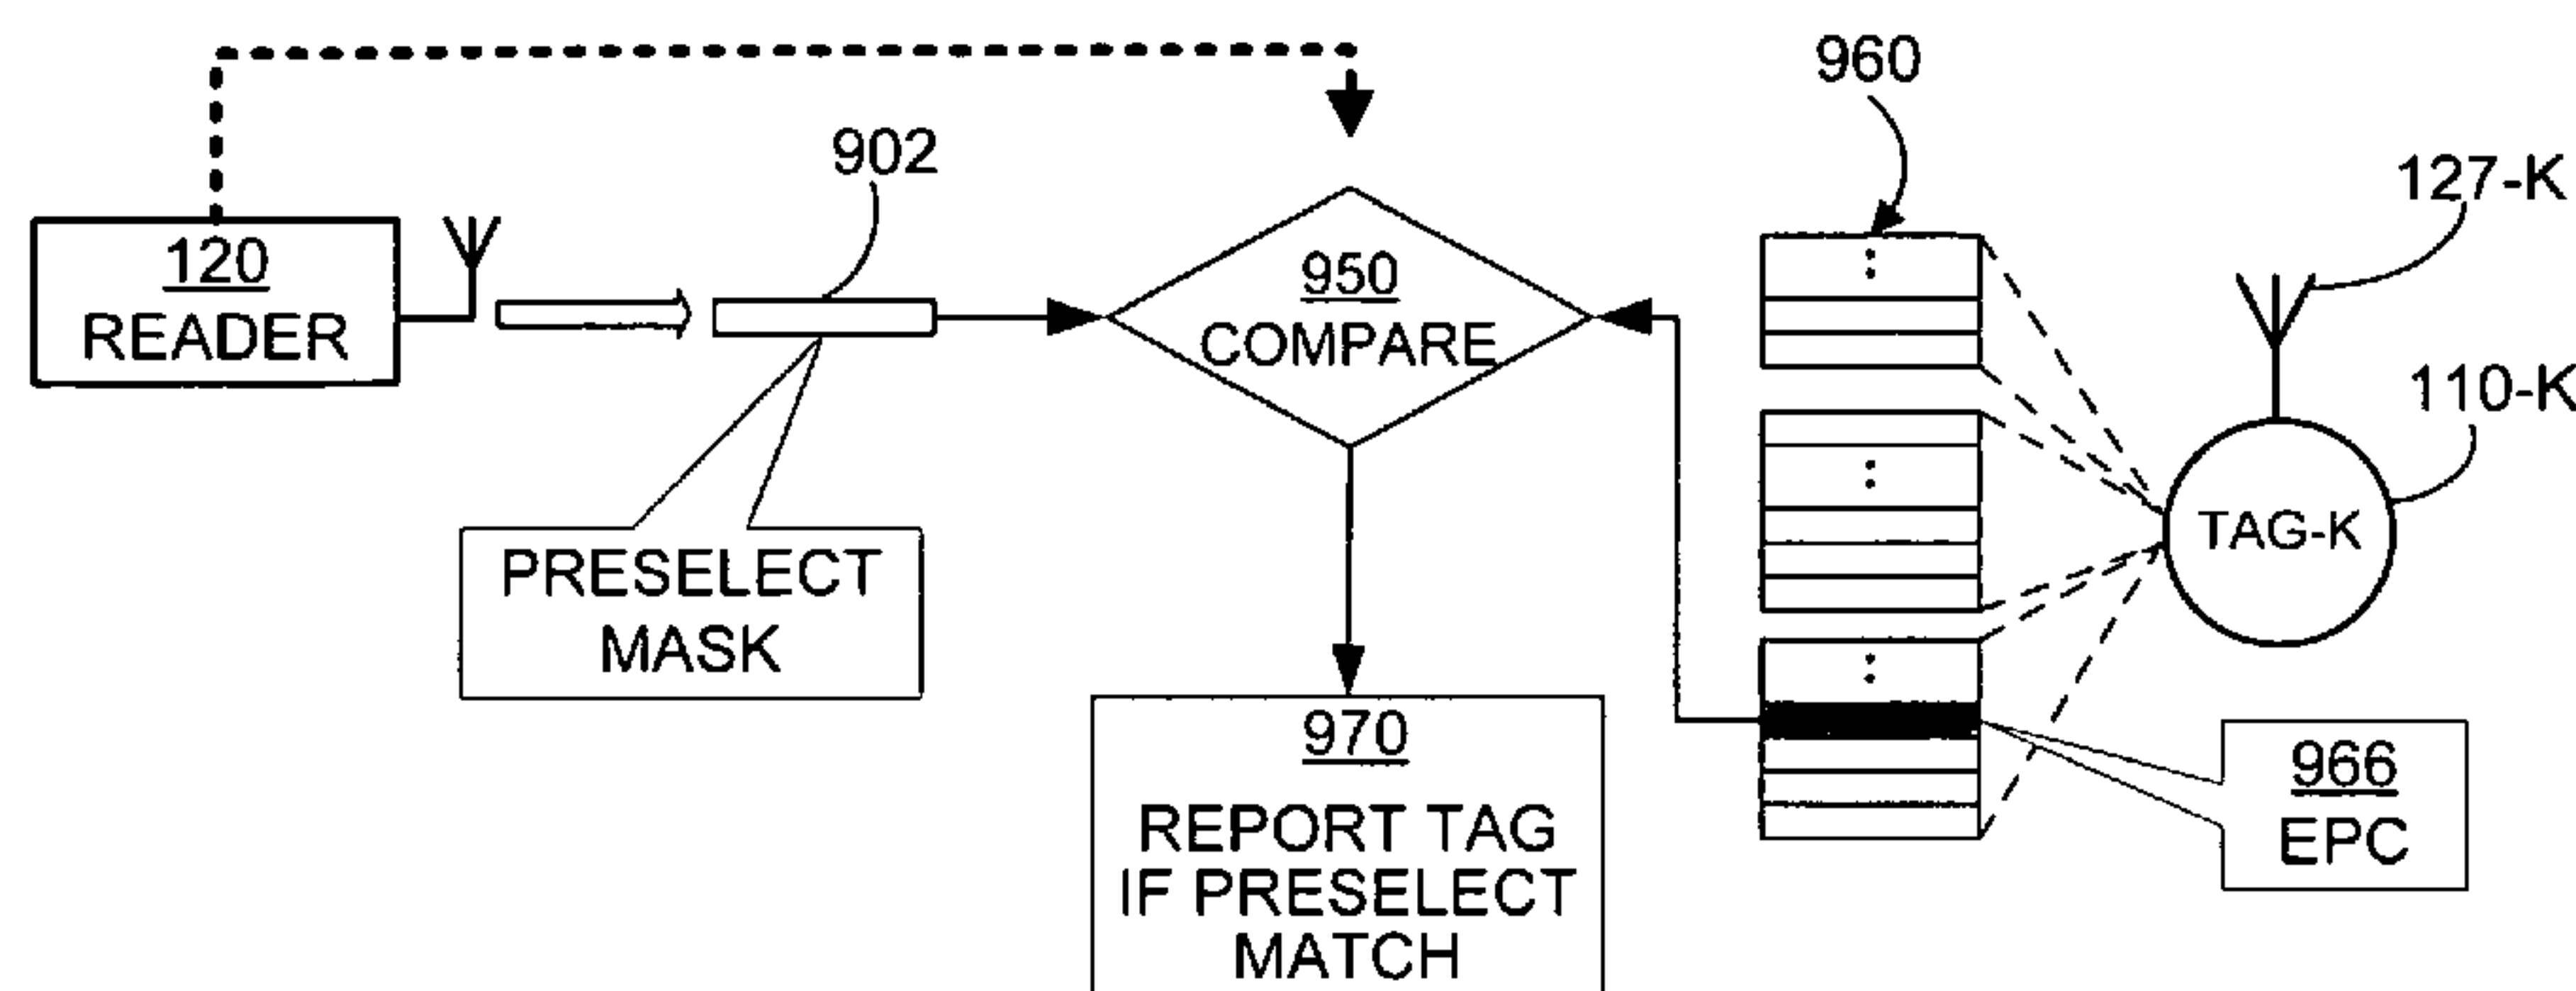 960
902
127-K
120
READER
950
COMPARE
110-K
TAG-K
PRESELECT
MASK
970
REPORT TAG
IF PRESELECT
MATCH
966
EPC